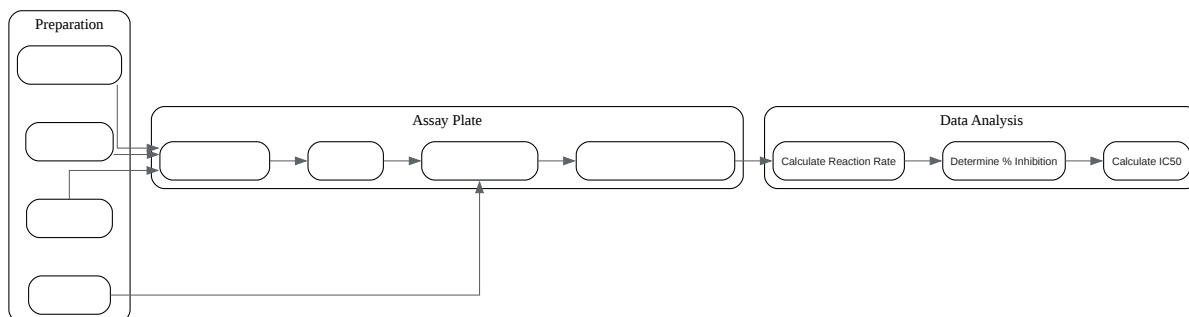 Preparation
Assay Plate
Data Analysis
Calculate Reaction Rate
Determine % Inhibition
Calculate IC50